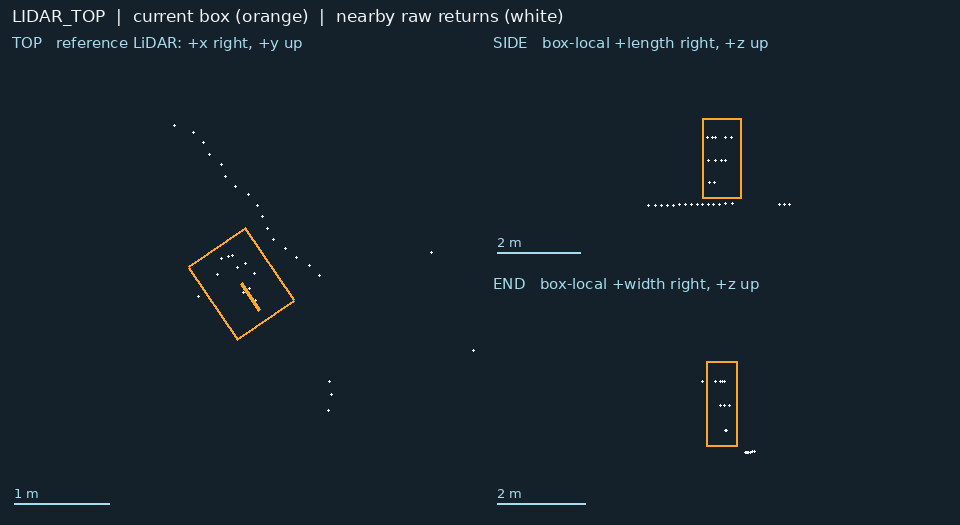 LIDAR_TOP | current box (orange) | nearby raw returns (white)
TOP reference LiDAR: +x right, +y up
SIDE box-local +length right, +z up
2 m
END box-local +width right, +z up
1 m
2 m